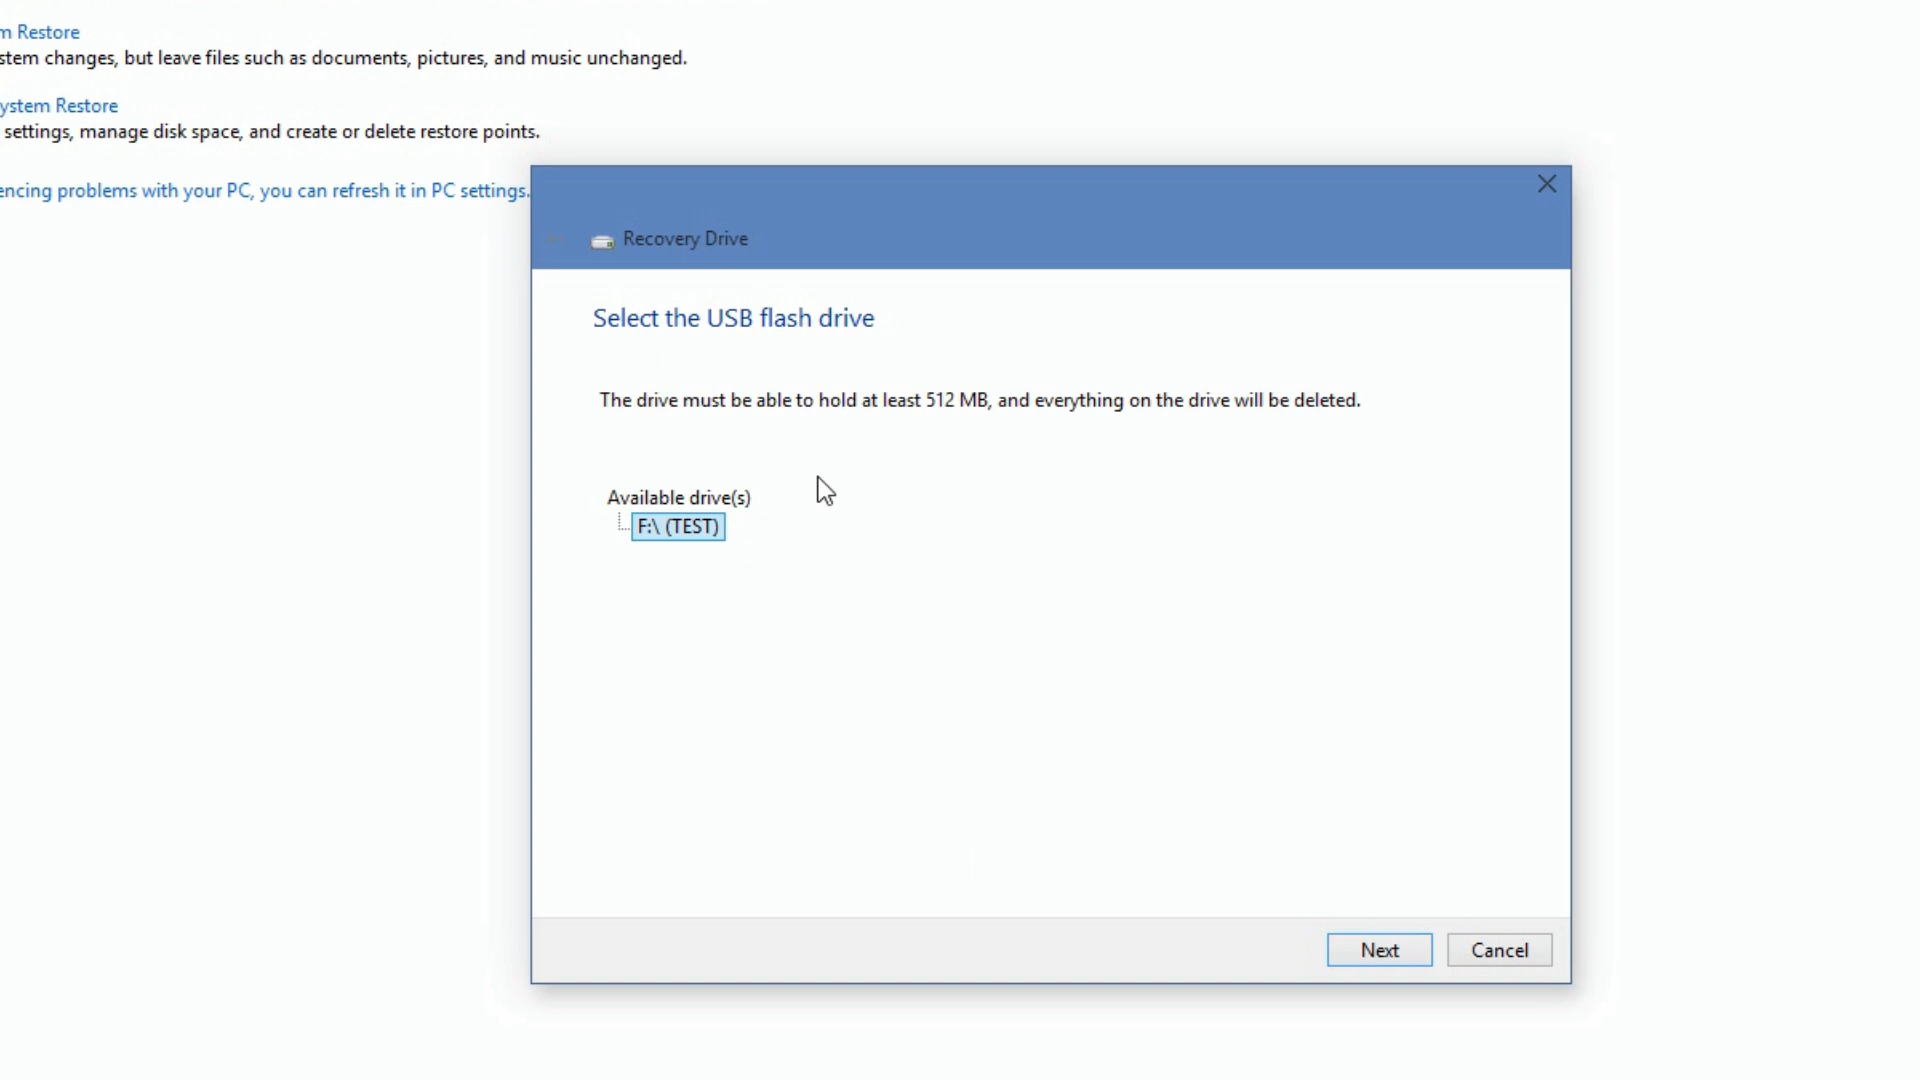 m Restore
stem changes, but leave files such as documents, pictures, and music unchanged.
ystem Restore
settings, manage disk space, and create or delete restore points.
encing problems with your PC, you can refresh it in PC settings.
Recovery Drive
Select the USB flash drive
The drive must be able to hold at least 512 MB, and everything on the drive will be deleted.
Available drive(s)
F:\ (TEST)
Next
Cancel